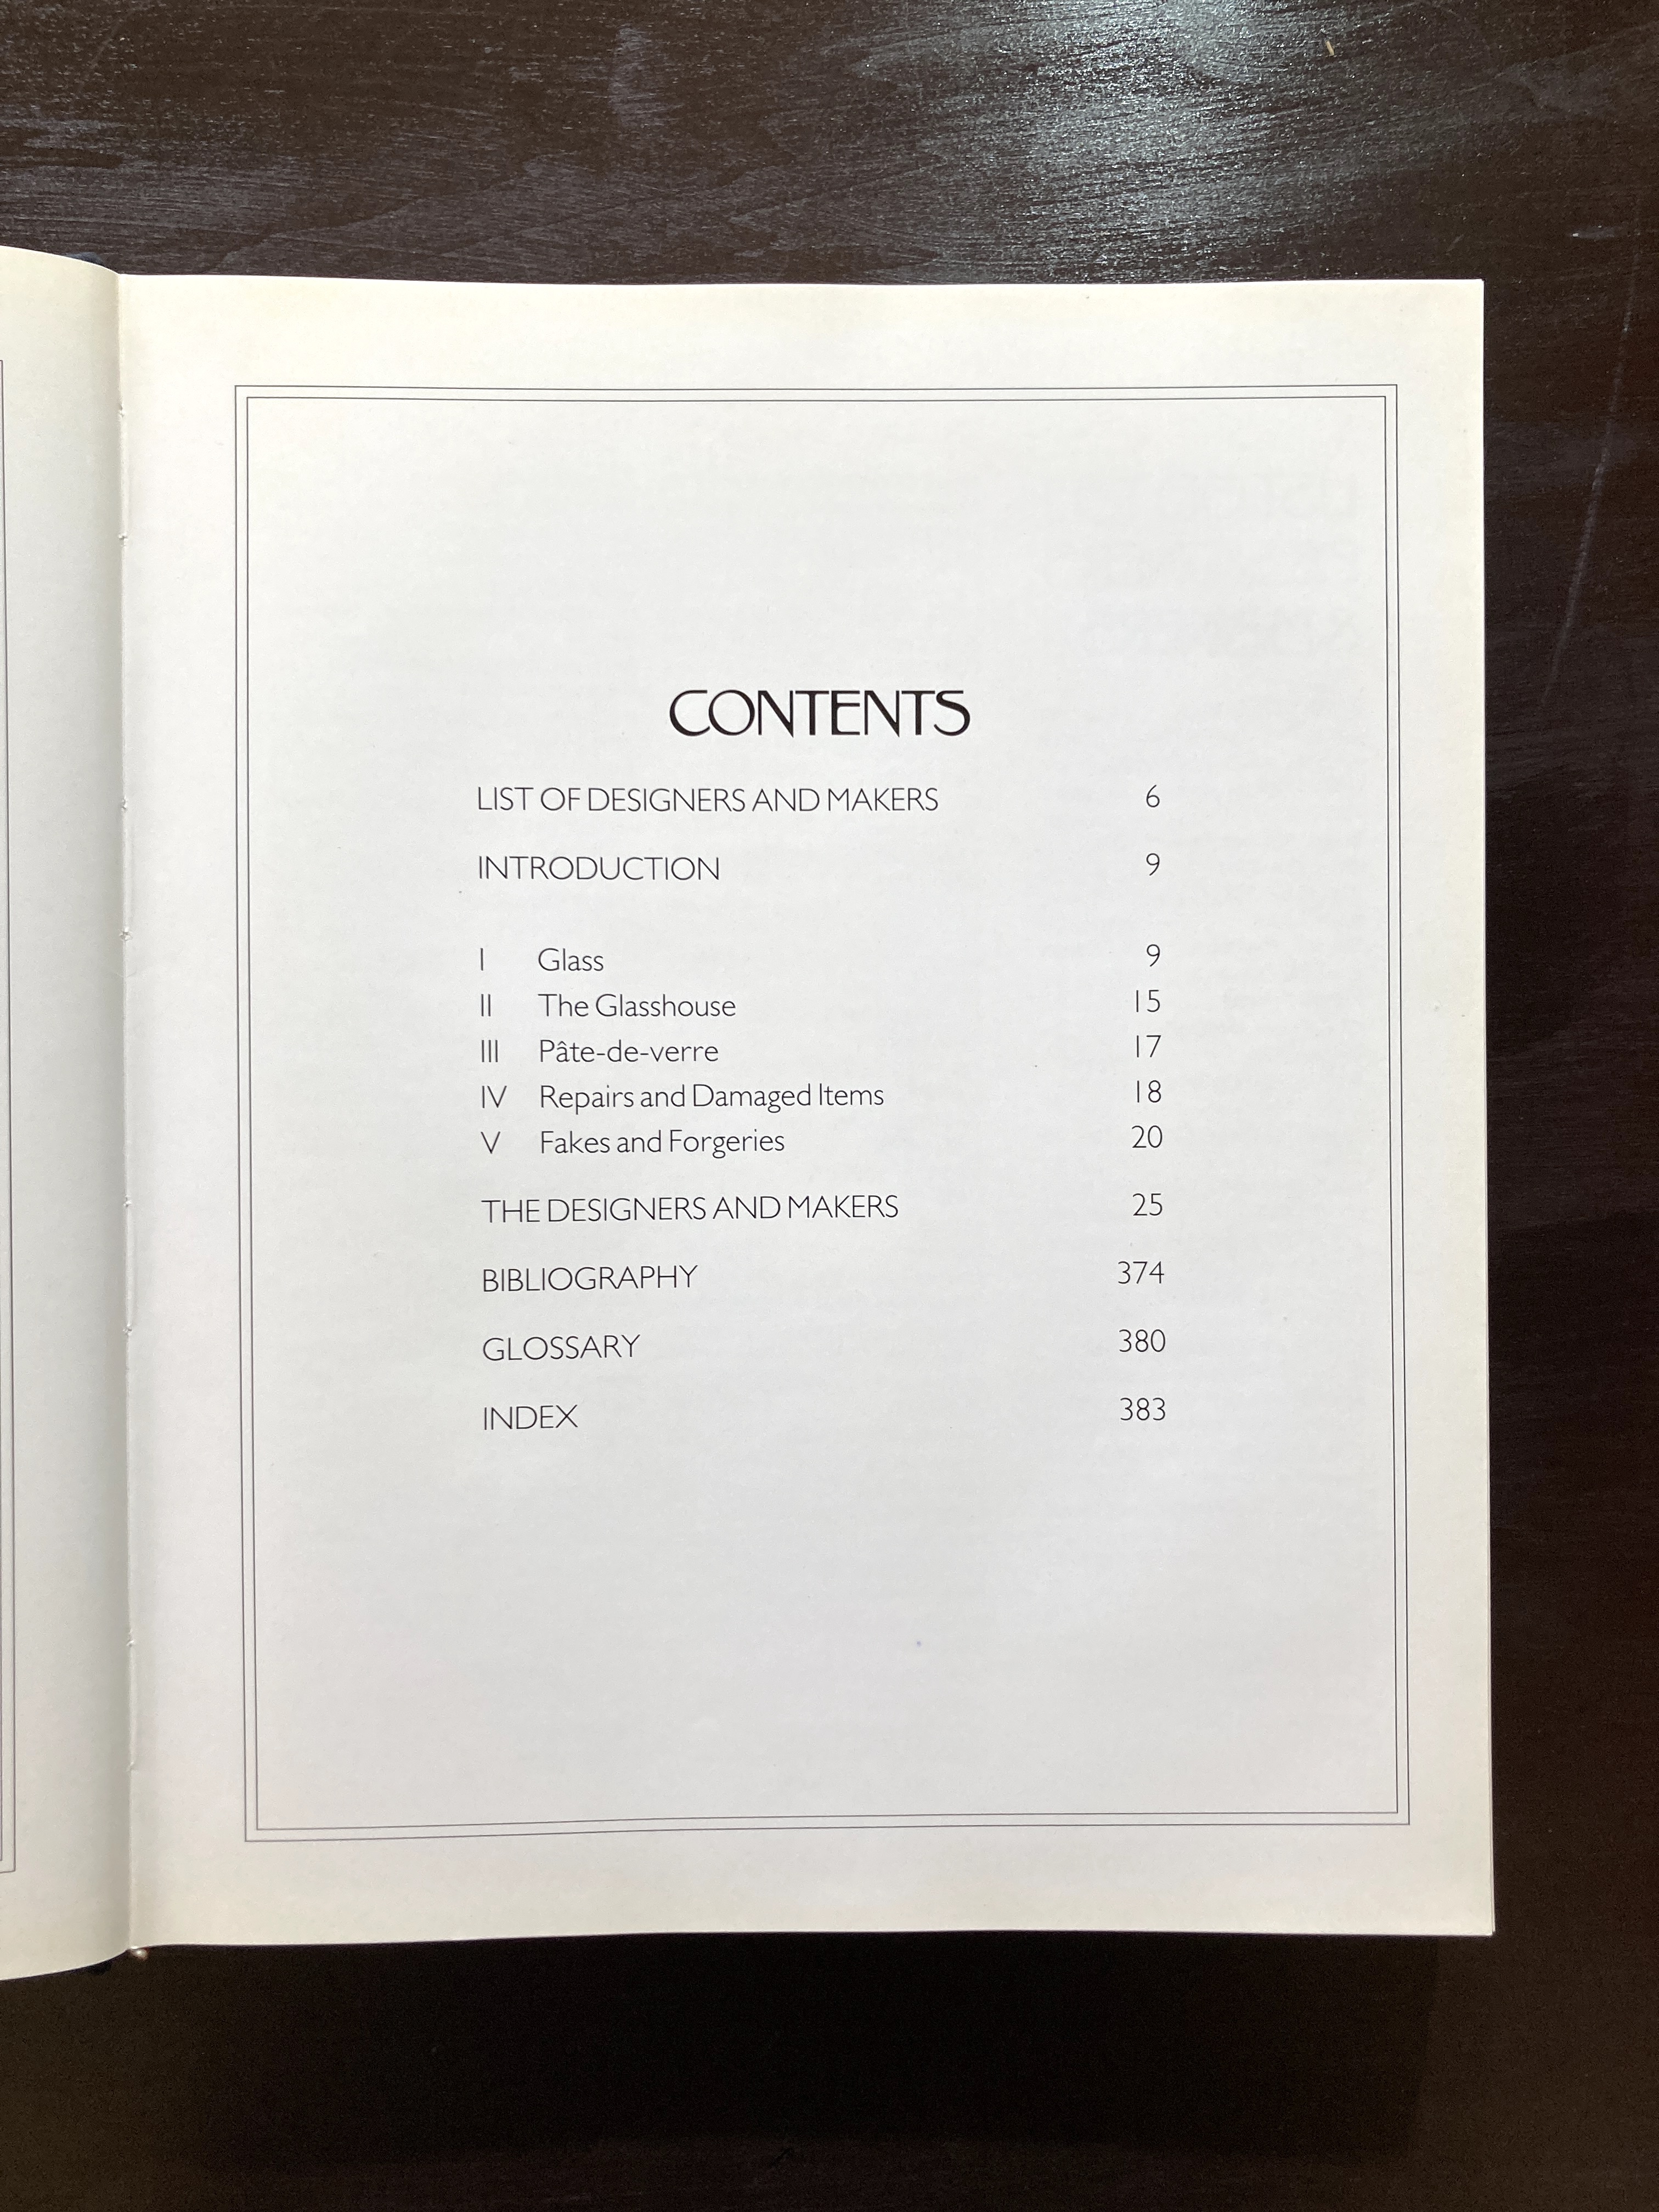 CONTENTS
LIST OF DESIGNERS AND MAKERS 6
INTRODUCTION 9
I Glass 9
II The Glasshouse 15
III Pâte-de-verre 17
IV Repairs and Damaged Items 18
V Fakes and Forgeries 20
THE DESIGNERS AND MAKERS 25
BIBLIOGRAPHY 374
GLOSSARY 380
INDEX 383